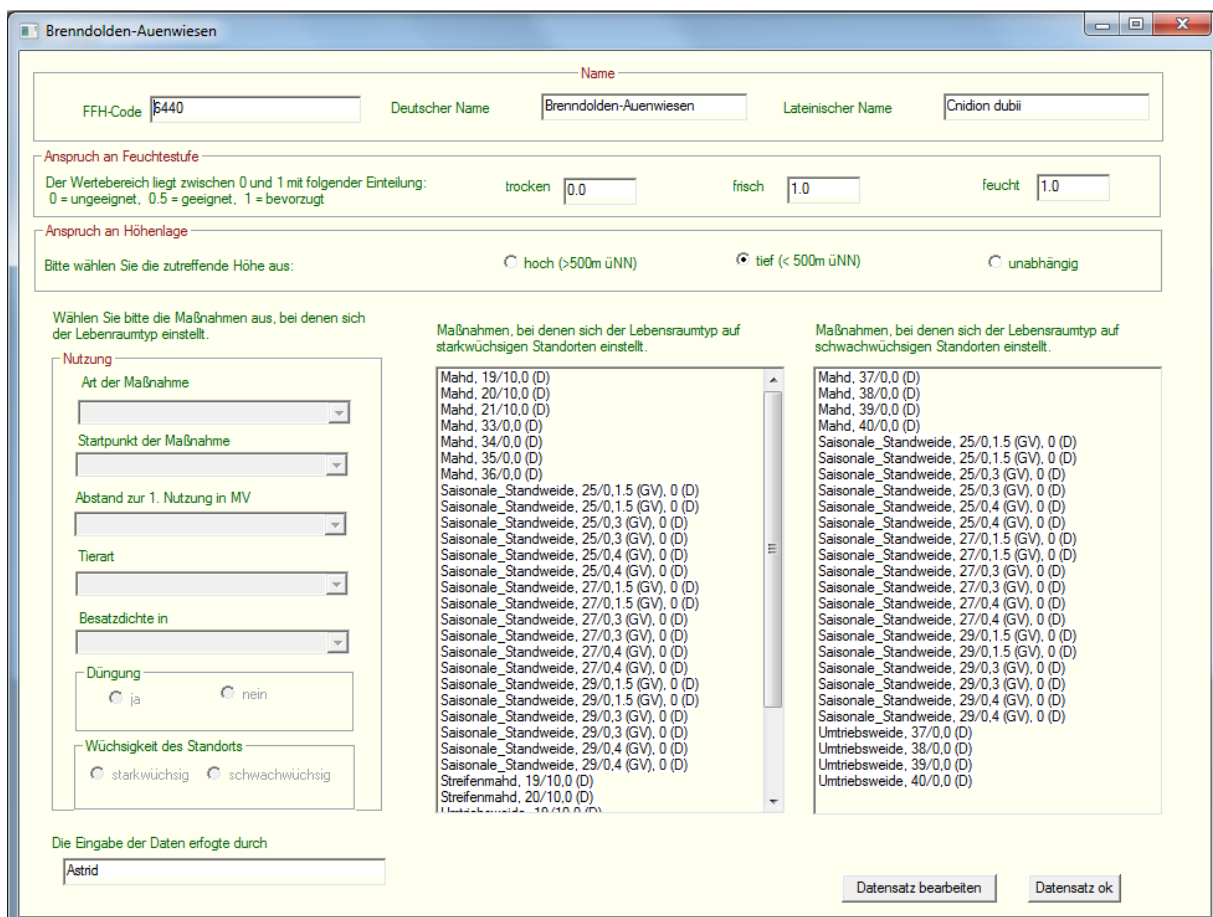 Brenndolden-Auenwiesen
Name
FFH-Code 6440 Deutscher Name Brenndolden-Auenwiesen Lateinischer Name Cnidion dubii
Anspruch an Feuchtestufe
Der Wertebereich liegt zwischen 0 und 1 mit folgender Einteilung:
0 = ungeeignet, 0.5 = geeignet, 1 = bevorzugt
trocken 0.0 frisch 1.0 feucht 1.0
Anspruch an Höhenlage
Bitte wählen Sie die zutreffende Höhe aus: hoch (>500m üNN) tief (< 500m üNN) unabhängig
Wählen Sie bitte die Maßnahmen aus, bei denen sich
der Lebenraumtyp einstellt.
Nutzung
Art der Maßnahme
Startpunkt der Maßnahme
Abstand zur 1. Nutzung in MV
Tierart
Besatzdichte in
Düngung
ja nein
Wüchsigkeit des Standorts
starkwüchsig schwachwüchsig
Maßnahmen, bei denen sich der Lebensraumtyp auf
starkwüchsigen Standorten einstellt.
Mahd, 19/10,0 (D)
Mahd, 20/10,0 (D)
Mahd, 21/10,0 (D)
Mahd, 33/0,0 (D)
Mahd, 34/0,0 (D)
Mahd, 35/0,0 (D)
Mahd, 36/0,0 (D)
Saisonale_Standweide, 25/0,1.5 (GV), 0 (D)
Saisonale_Standweide, 25/0,1.5 (GV), 0 (D)
Saisonale_Standweide, 25/0,3 (GV), 0 (D)
Saisonale_Standweide, 25/0,3 (GV), 0 (D)
Saisonale_Standweide, 25/0,4 (GV), 0 (D)
Saisonale_Standweide, 25/0,4 (GV), 0 (D)
Saisonale_Standweide, 27/0,1.5 (GV), 0 (D)
Saisonale_Standweide, 27/0,1.5 (GV), 0 (D)
Saisonale_Standweide, 27/0,3 (GV), 0 (D)
Saisonale_Standweide, 27/0,3 (GV), 0 (D)
Saisonale_Standweide, 27/0,4 (GV), 0 (D)
Saisonale_Standweide, 27/0,4 (GV), 0 (D)
Saisonale_Standweide, 29/0,1.5 (GV), 0 (D)
Saisonale_Standweide, 29/0,1.5 (GV), 0 (D)
Saisonale_Standweide, 29/0,3 (GV), 0 (D)
Saisonale_Standweide, 29/0,3 (GV), 0 (D)
Saisonale_Standweide, 29/0,4 (GV), 0 (D)
Saisonale_Standweide, 29/0,4 (GV), 0 (D)
Streifenmahd, 19/10,0 (D)
Streifenmahd, 20/10,0 (D)
Umtriebsweide, 19/10,0 (D)
Maßnahmen, bei denen sich der Lebensraumtyp auf
schwachwüchsigen Standorten einstellt.
Mahd, 37/0,0 (D)
Mahd, 38/0,0 (D)
Mahd, 39/0,0 (D)
Mahd, 40/0,0 (D)
Saisonale_Standweide, 25/0,1.5 (GV), 0 (D)
Saisonale_Standweide, 25/0,1.5 (GV), 0 (D)
Saisonale_Standweide, 25/0,3 (GV), 0 (D)
Saisonale_Standweide, 25/0,3 (GV), 0 (D)
Saisonale_Standweide, 25/0,4 (GV), 0 (D)
Saisonale_Standweide, 25/0,4 (GV), 0 (D)
Saisonale_Standweide, 27/0,1.5 (GV), 0 (D)
Saisonale_Standweide, 27/0,1.5 (GV), 0 (D)
Saisonale_Standweide, 27/0,3 (GV), 0 (D)
Saisonale_Standweide, 27/0,3 (GV), 0 (D)
Saisonale_Standweide, 27/0,4 (GV), 0 (D)
Saisonale_Standweide, 27/0,4 (GV), 0 (D)
Saisonale_Standweide, 29/0,1.5 (GV), 0 (D)
Saisonale_Standweide, 29/0,1.5 (GV), 0 (D)
Saisonale_Standweide, 29/0,3 (GV), 0 (D)
Saisonale_Standweide, 29/0,3 (GV), 0 (D)
Saisonale_Standweide, 29/0,4 (GV), 0 (D)
Saisonale_Standweide, 29/0,4 (GV), 0 (D)
Umtriebsweide, 37/0,0 (D)
Umtriebsweide, 38/0,0 (D)
Umtriebsweide, 39/0,0 (D)
Umtriebsweide, 40/0,0 (D)
Die Eingabe der Daten erfogte durch
Astrid
Datensatz bearbeiten Datensatz ok